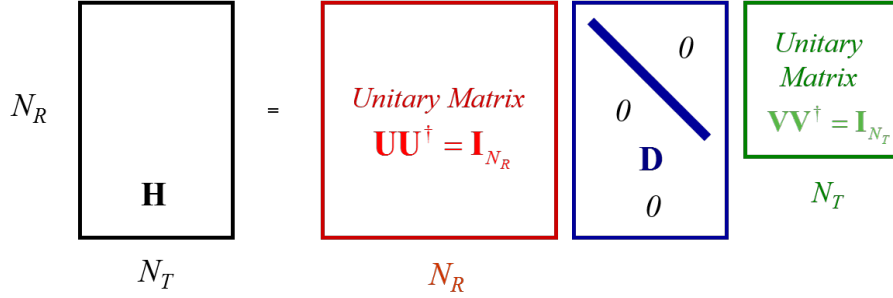 N_R
H
N_T
=
Unitary Matrix
UU† = I_{N_R}
N_R
0
0
D
0
Unitary
Matrix
VV† = I_{N_T}
N_T